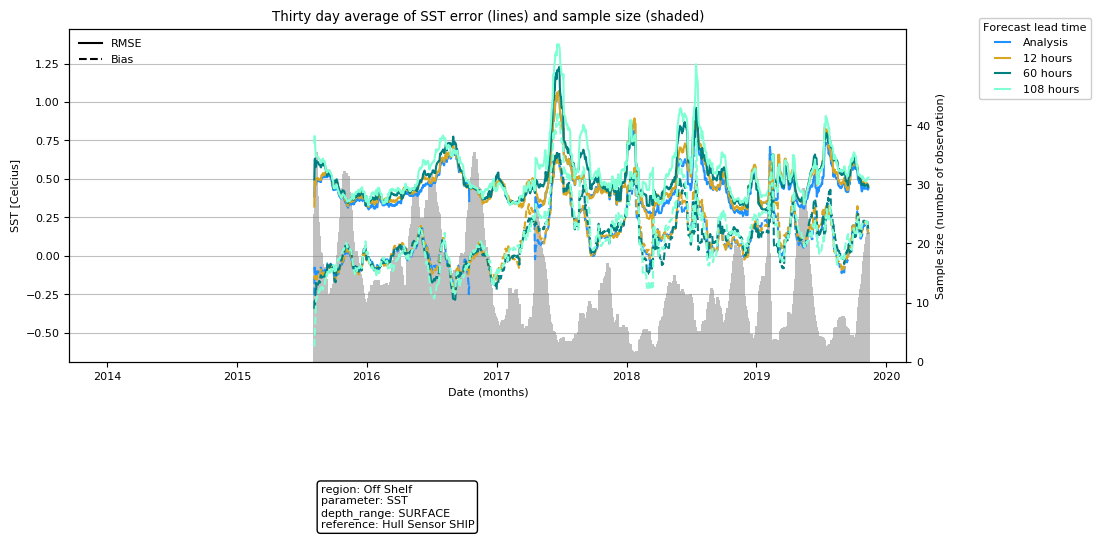 Thirty day average of SST error (lines) and sample size (shaded)
RMSE
Bias
Forecast lead time
Analysis
12 hours
60 hours
108 hours
SST [Celcius]
1.25
1.00
0.75
0.50
0.25
0.00
−0.25
−0.50
Sample size (number of observation)
40
30
20
10
0
2014
2015
2016
2017
2018
2019
2020
Date (months)
region: Off Shelf
parameter: SST
depth_range: SURFACE
reference: Hull Sensor SHIP